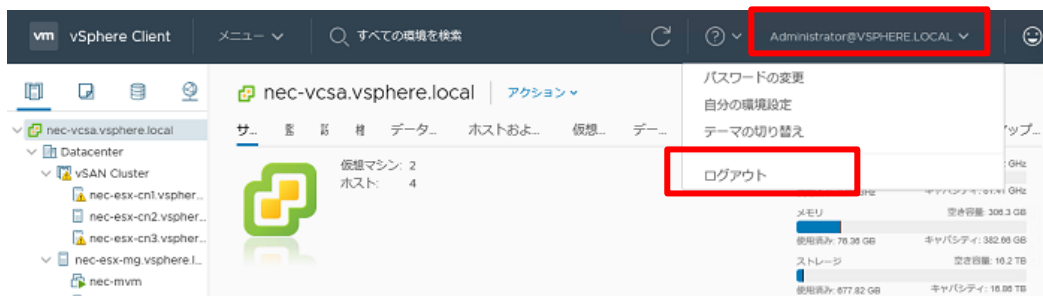 vm vSphere Client メニュー すべての環境を検索 Administrator@VSPHERE.LOCAL
パスワードの変更
自分の環境設定
テーマの切り替え
ログアウト
nec-vcsa.vsphere.local アクション
サ... データ... ホストおよ... 仮想... デー... ップ...
仮想マシン: 2
ホスト: 4
nec-vcsa.vsphere.local
Datacenter
vSAN Cluster
nec-esx-cn1.vspher...
nec-esx-cn2.vspher...
nec-esx-cn3.vspher...
nec-esx-mg.vsphere.l...
nec-mvm
GHz
メモリ 空き容量: 306.3 GB
使用済み: 76.36 GB キャパシティ: 382.66 GB
ストレージ 空き容量: 16.2 TB
使用済み: 677.82 GB キャパシティ: 16.86 TB